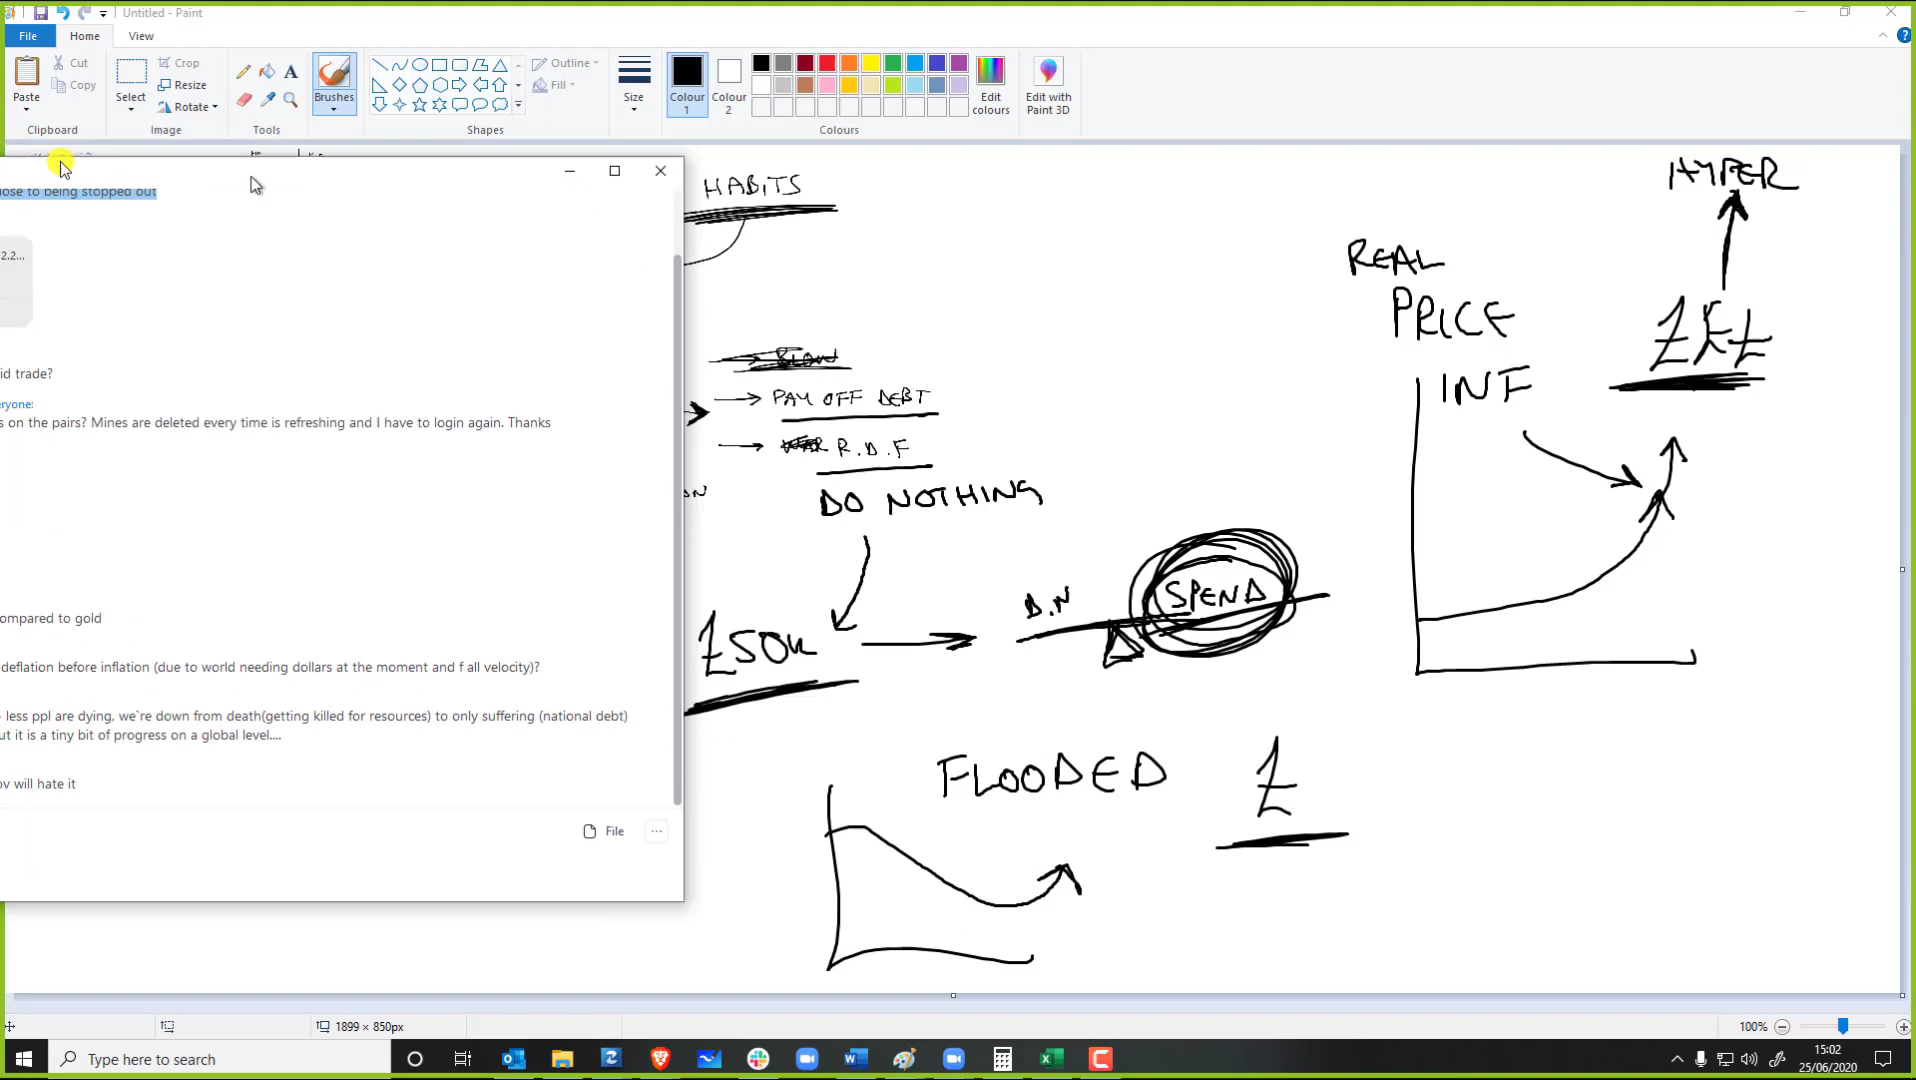 Untitled - Paint
File
Home
View
Paste
Cut
Copy
Clipboard
Select
Crop
Resize
Rotate
Image
Tools
Brushes
Outline
Fill
Shapes
Size
Colour 1
Colour 2
Edit colours
Edit with Paint 3D
Colours
lose to being stopped out
2.2...
id trade?
eryone:
s on the pairs? Mines are deleted every time is refreshing and I have to login again. Thanks
ompared to gold
deflation before inflation (due to world needing dollars at the moment and f all velocity)?
less ppl are dying, we`re down from death(getting killed for resources) to only suffering (national debt)
ut it is a tiny bit of progress on a global level....
ov will hate it
File
HABITS
PAY OFF DEBT
R.D.F
DO NOTHING
£50K
D.N
SPEND
FLOODED £
HYPER
REAL
PRICE
£££
INF
1899 × 850px
100%
Type here to search
15:02
25/06/2020